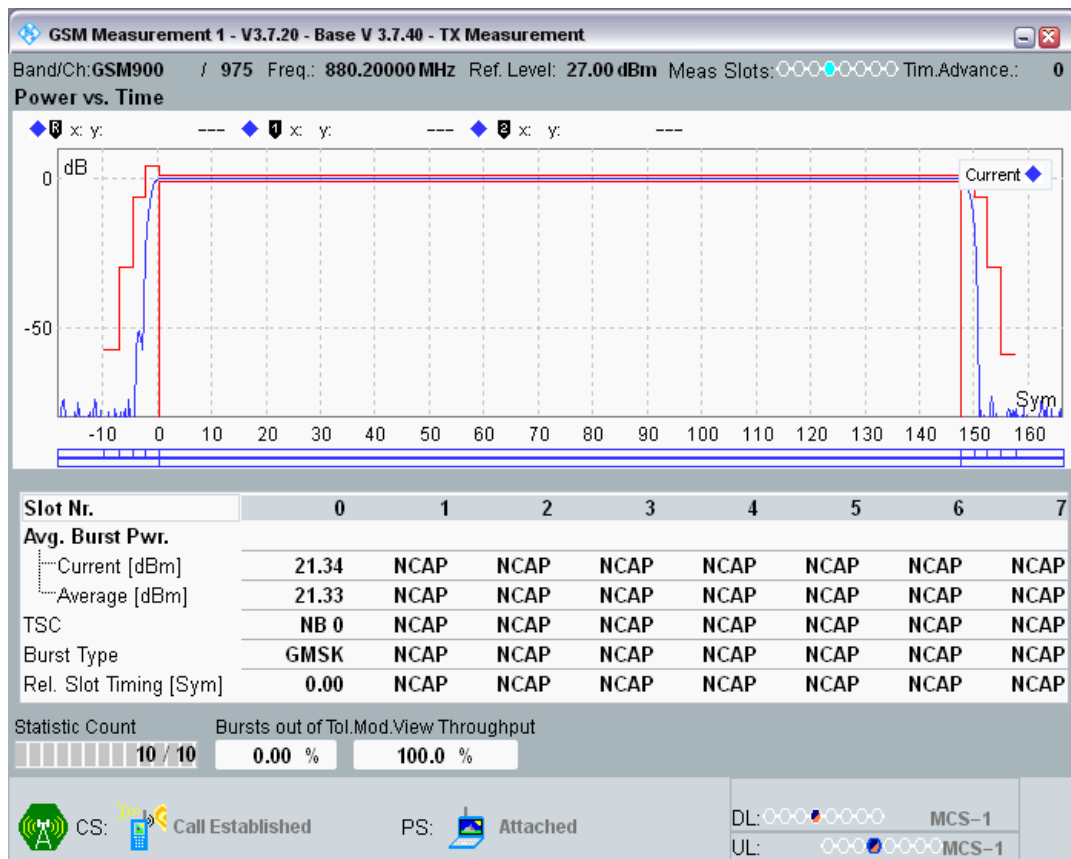 GSM Measurement 1 - V3.7.20 - Base V 3.7.40 - TX Measurement
Band/Ch:GSM900 / 975 Freq.: 880.20000 MHz Ref. Level: 27.00 dBm Meas Slots: Tim.Advance.: 0
Power vs. Time
R x: y: --- 1 x: y: --- 2 x: y: ---
dB
0
Current
-50
Sym
-10 0 10 20 30 40 50 60 70 80 90 100 110 120 130 140 150 160
Slot Nr. 0 1 2 3 4 5 6 7
Avg. Burst Pwr.
Current [dBm] 21.34 NCAP NCAP NCAP NCAP NCAP NCAP NCAP
Average [dBm] 21.33 NCAP NCAP NCAP NCAP NCAP NCAP NCAP
TSC NB 0 NCAP NCAP NCAP NCAP NCAP NCAP NCAP
Burst Type GMSK NCAP NCAP NCAP NCAP NCAP NCAP NCAP
Rel. Slot Timing [Sym] 0.00 NCAP NCAP NCAP NCAP NCAP NCAP NCAP
Statistic Count Bursts out of Tol.Mod.View Throughput
10 / 10 0.00 % 100.0 %
CS: Call Established PS: Attached
DL: MCS-1
UL: MCS-1